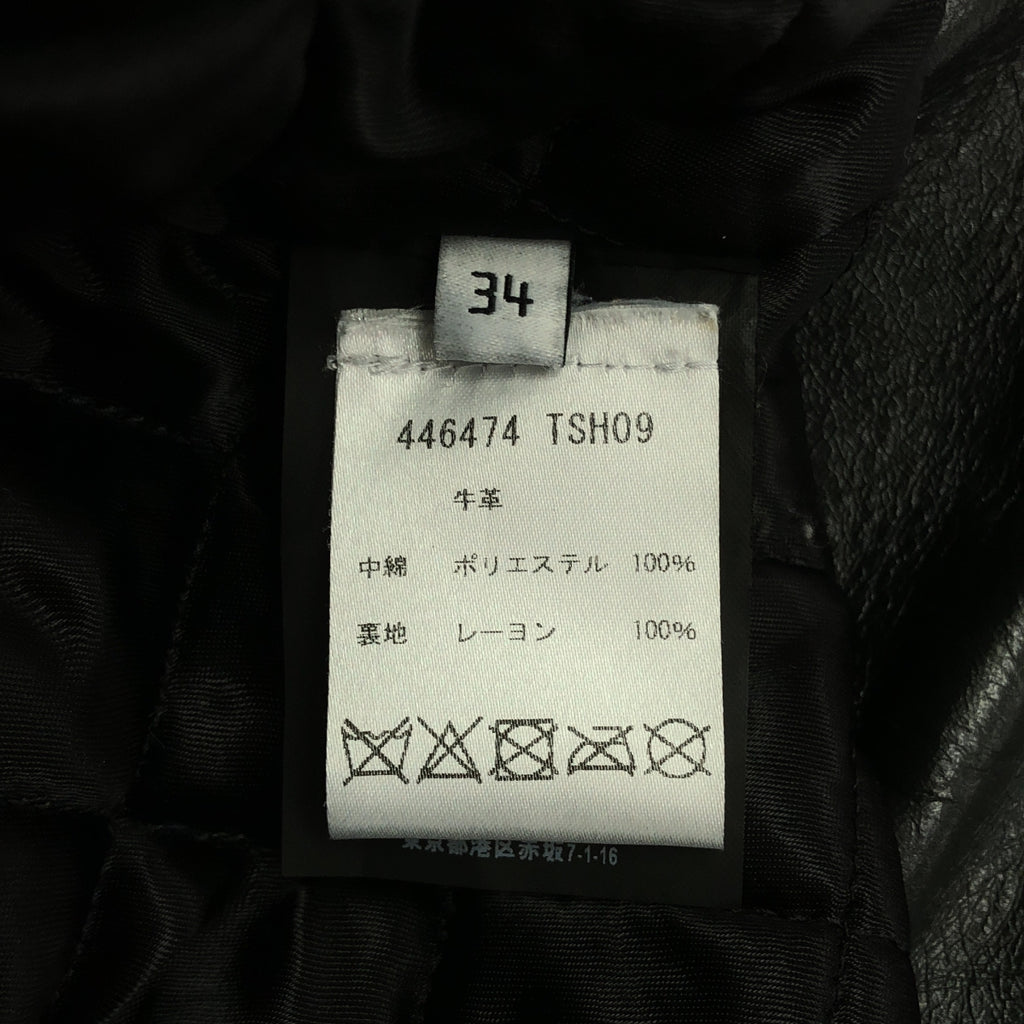 34
446474 TSH09
牛革
中綿 ポリエステル 100%
裏地 レーヨン 100%
東京都港区赤坂7-1-16